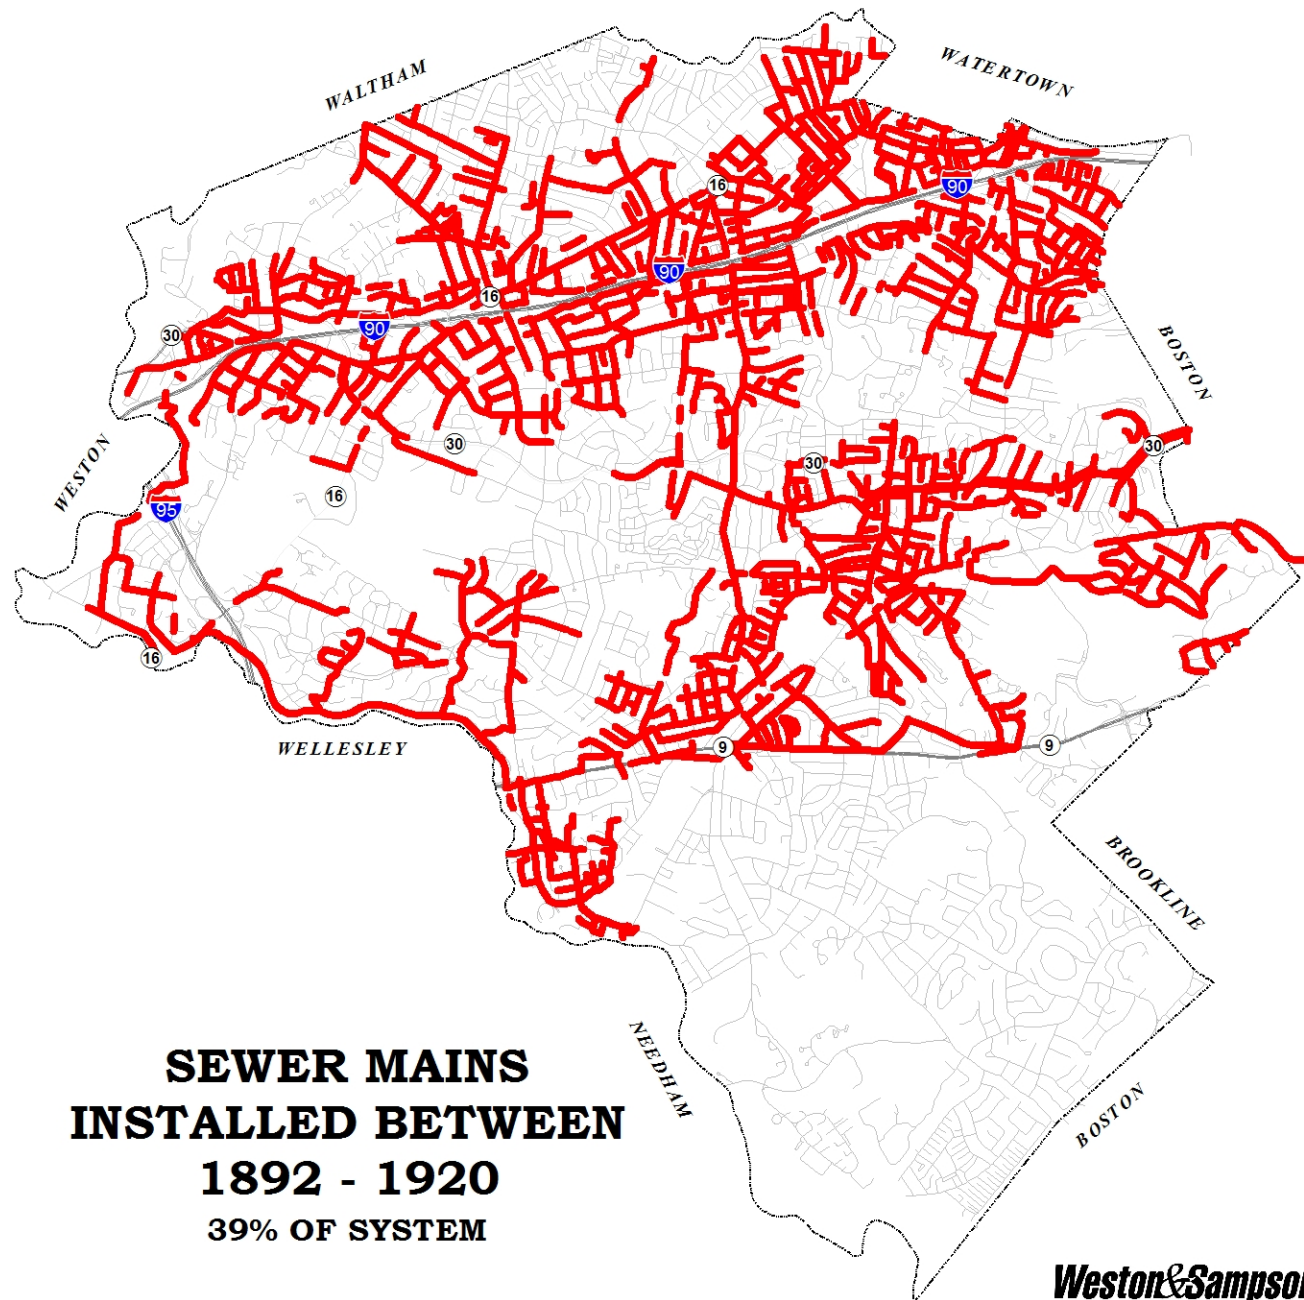 WALTHAM
WATERTOWN
16
90
90
16
90
30
BOSTON
WESTON
30
30
30
16
95
16
WELLESLEY
9
9
BROOKLINE
NEEDHAM
BOSTON
SEWER MAINS
INSTALLED BETWEEN
1892 - 1920
39% OF SYSTEM
Weston&Sampson